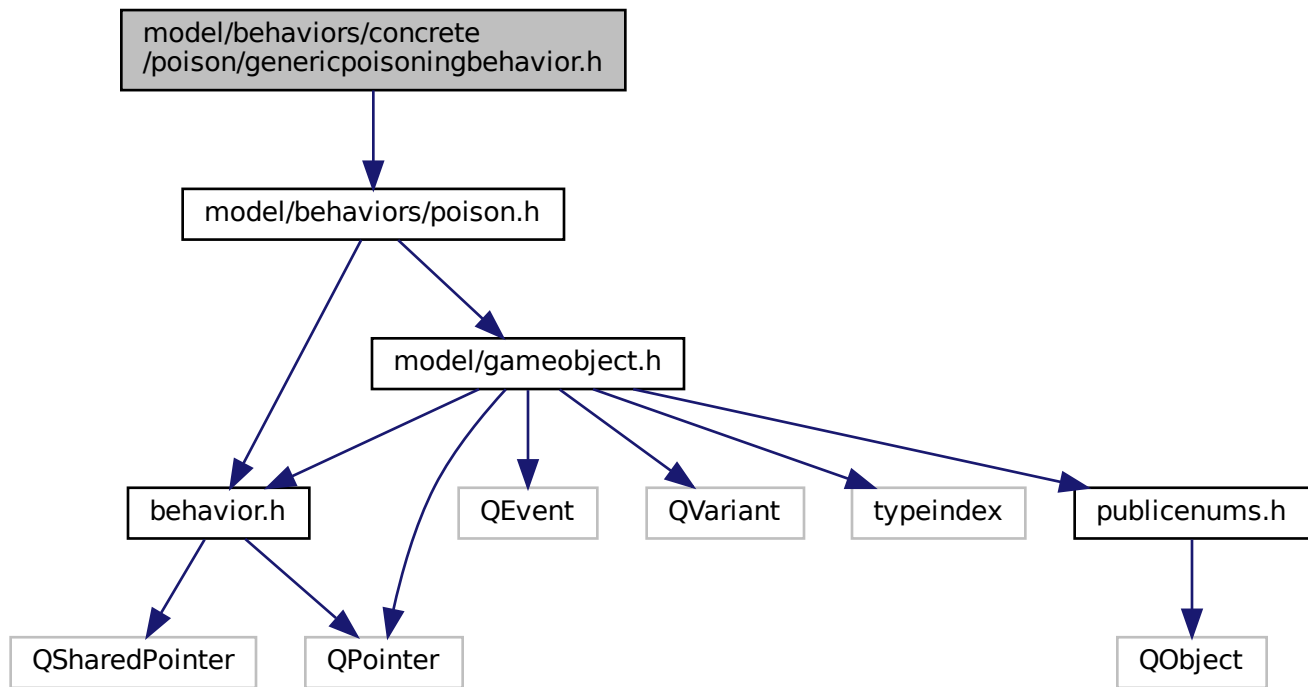 model/behaviors/concrete
/poison/genericpoisoningbehavior.h
model/behaviors/poison.h
model/gameobject.h
behavior.h
QEvent
QVariant
typeindex
publicenums.h
QSharedPointer
QPointer
QObject